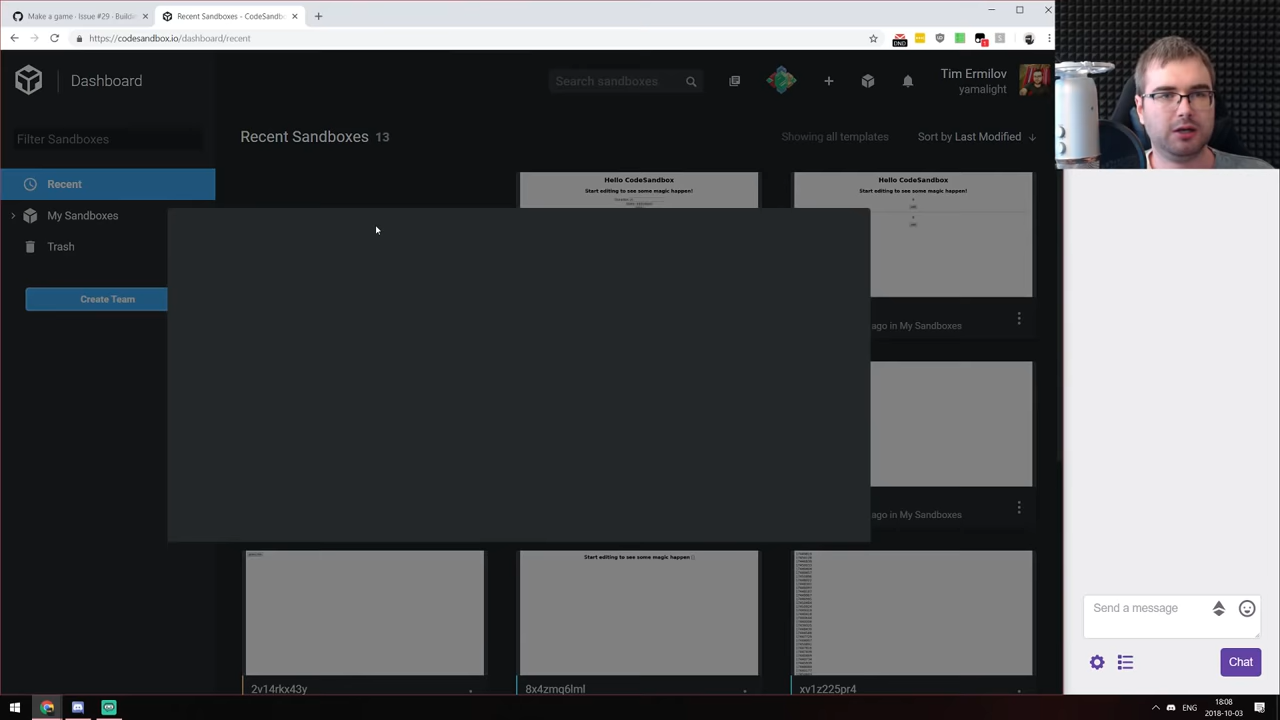 Make a game · Issue #29 · Buildi
Recent Sandboxes - CodeSandb
https://codesandbox.io/dashboard/recent
DND
1
S
Dashboard
Search sandboxes
Tim Ermilov
yamalight
Filter Sandboxes
Recent Sandboxes 13
Showing all templates
Sort by Last Modified
Recent
My Sandboxes
Trash
Create Team
Hello CodeSandbox
Start editing to see some magic happen!
Hello CodeSandbox
Start editing to see some magic happen!
ago in My Sandboxes
ago in My Sandboxes
Start editing to see some magic happen
2v14rkx43y
8x4zmq6lml
xv1z225pr4
Send a message
Chat
ENG
18:08
2018-10-03